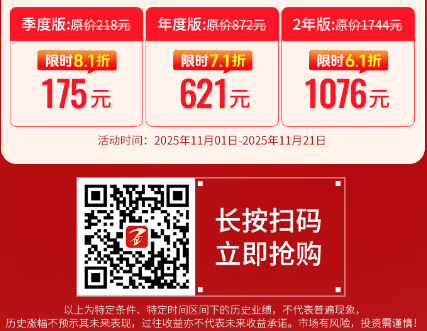 季度版:原价218元 年度版:原价872元 2年版:原价1744元
限时8.1折 限时7.1折 限时6.1折
175元 621元 1076元
活动时间：2025年11月01日-2025年11月21日
长按扫码
立即抢购
以上为特定条件、特定时间区间下的历史业绩，不代表普遍现象，
历史涨幅不预示其未来表现，过往收益亦不代表未来收益承诺。市场有风险，投资需谨慎！